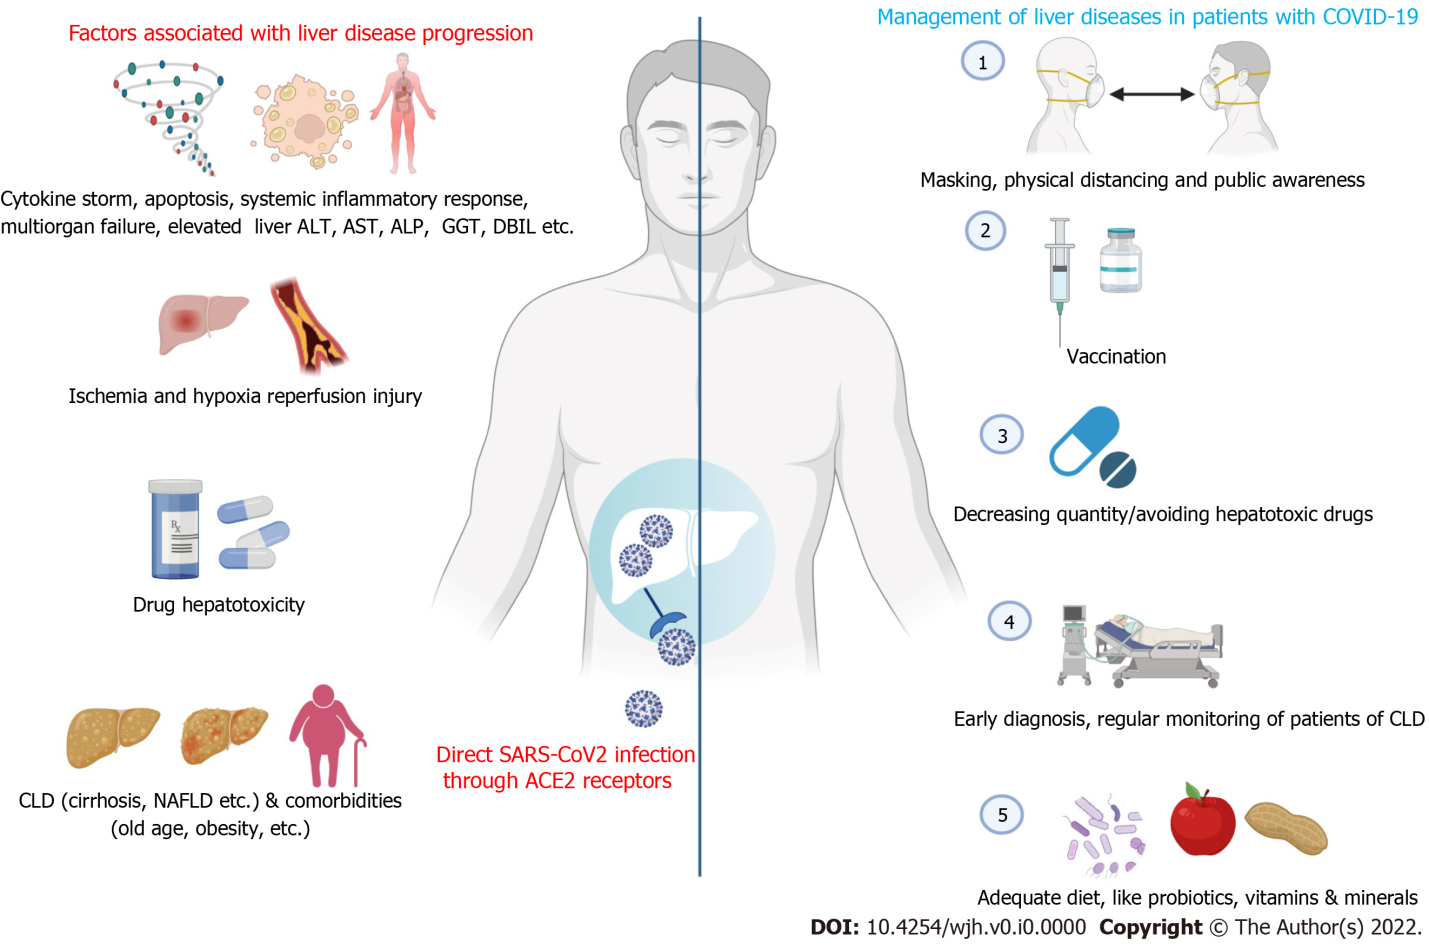 Factors associated with liver disease progression
Cytokine storm, apoptosis, systemic inflammatory response,
multiorgan failure, elevated liver ALT, AST, ALP, GGT, DBIL etc.
Ischemia and hypoxia reperfusion injury
Rx
Drug hepatotoxicity
CLD (cirrhosis, NAFLD etc.) & comorbidities
(old age, obesity, etc.)
Direct SARS-CoV2 infection
through ACE2 receptors
Management of liver diseases in patients with COVID-19
1
Masking, physical distancing and public awareness
2
Vaccination
3
Decreasing quantity/avoiding hepatotoxic drugs
4
Early diagnosis, regular monitoring of patients of CLD
5
Adequate diet, like probiotics, vitamins & minerals
DOI: 10.4254/wjh.v0.i0.0000 Copyright © The Author(s) 2022.